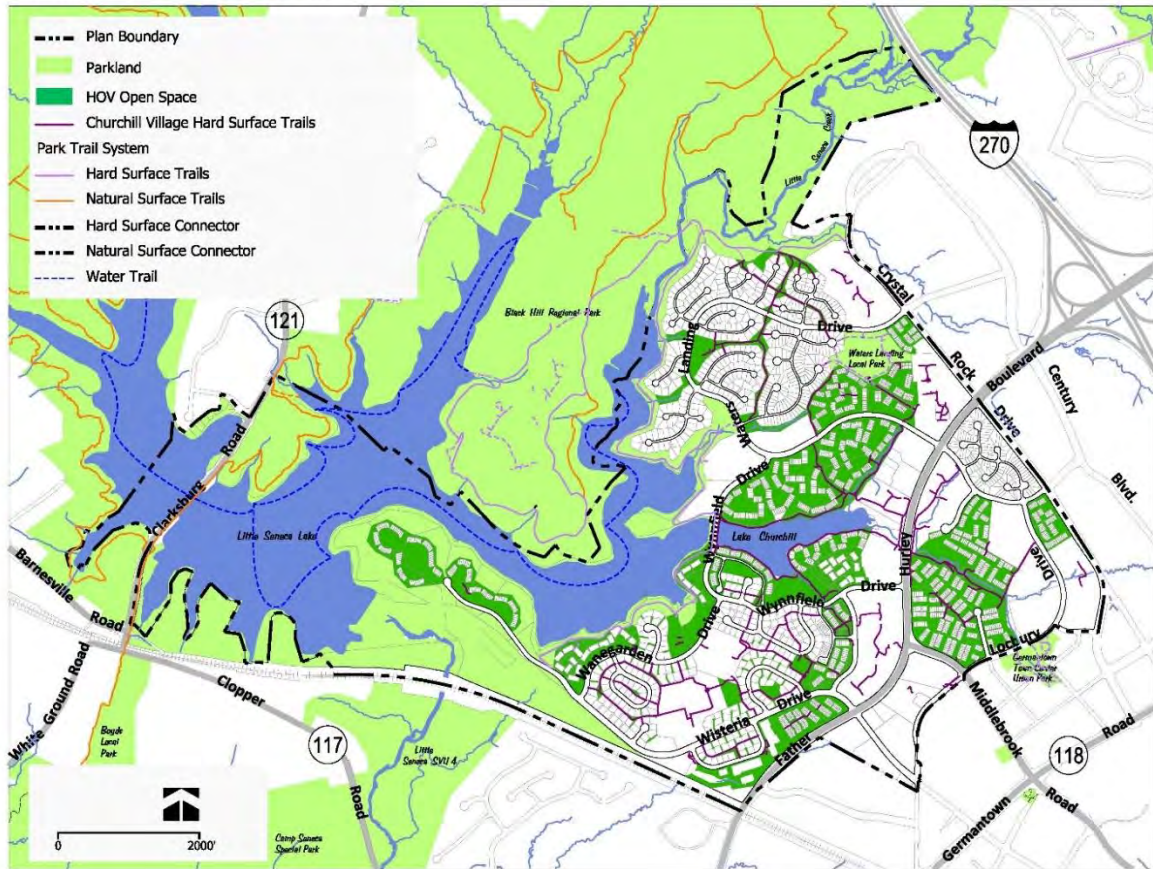 Plan Boundary
Parkland
HOV Open Space
Churchill Village Hard Surface Trails
Park Trail System
Hard Surface Trails
Natural Surface Trails
Hard Surface Connector
Natural Surface Connector
Water Trail
270
Little Seneca Creek
Crystal
Rock
Drive
121
Black Hill Regional Park
Landing
Drive
Waters Landing
Local Park
Boulevard
Century
Blvd.
Waters
Clarksburg
Road
Little Seneca Lake
Wynnfield
Drive
Lake Churchill
Hurley
Drive
Barnesville
Road
Wynnfield
Drive
Drive
Locbury
Wanegarden
Germantown
Town Center
Urban Park
White Ground Road
Clopper
Wisteria
Drive
Middlebrook
Boyds
Local
Park
117
Little
Seneca SVU 4
Father
118
Road
Road
Road
Germantown
0
2000'
Camp Seneca
Special Park